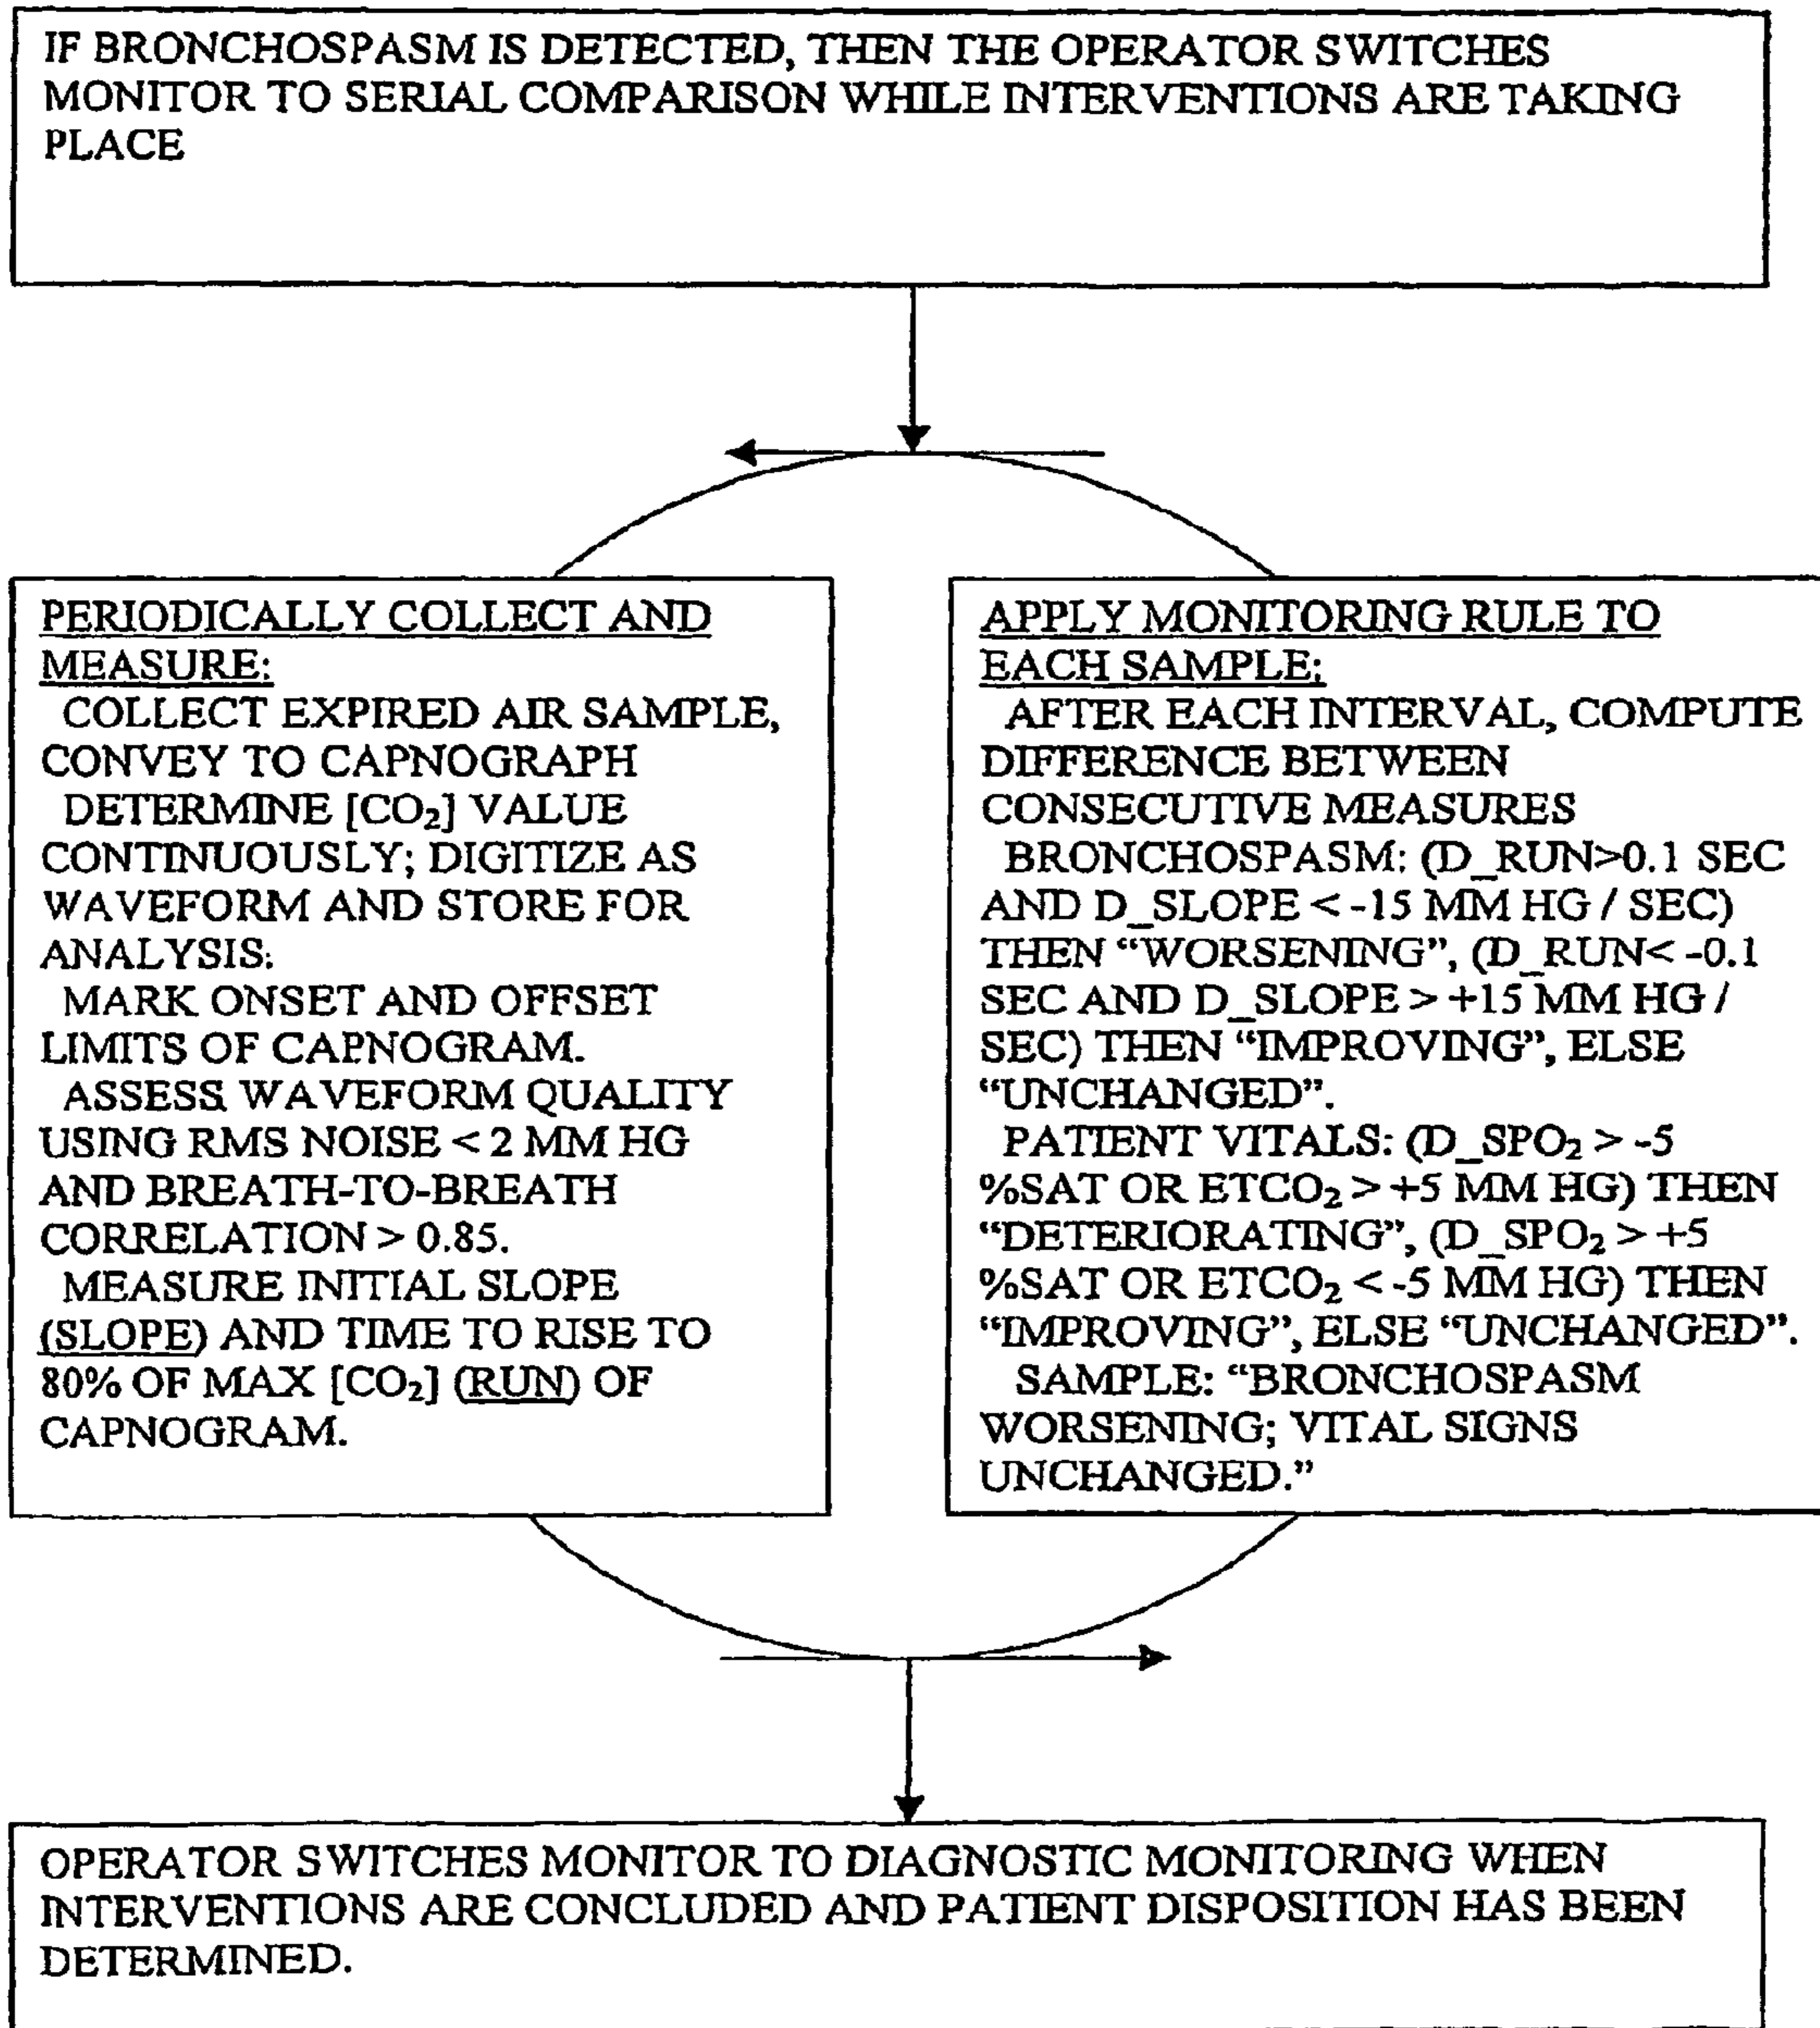 IF BRONCHOSPASM IS DETECTED, THEN THE OPERATOR SWITCHES
MONITOR TO SERIAL COMPARISON WHILE INTERVENTIONS ARE TAKING
PLACE
PERIODICALLY COLLECT AND
MEASURE:
COLLECT EXPIRED AIR SAMPLE,
CONVEY TO CAPNOGRAPH
DETERMINE [CO₂] VALUE
CONTINUOUSLY; DIGITIZE AS
WAVEFORM AND STORE FOR
ANALYSIS:
MARK ONSET AND OFFSET
LIMITS OF CAPNOGRAM.
ASSESS WAVEFORM QUALITY
USING RMS NOISE < 2 MM HG
AND BREATH-TO-BREATH
CORRELATION > 0.85.
MEASURE INITIAL SLOPE
(SLOPE) AND TIME TO RISE TO
80% OF MAX [CO₂] (RUN) OF
CAPNOGRAM.
APPLY MONITORING RULE TO
EACH SAMPLE:
AFTER EACH INTERVAL, COMPUTE
DIFFERENCE BETWEEN
CONSECUTIVE MEASURES
BRONCHOSPASM: (D_RUN>0.1 SEC
AND D_SLOPE < -15 MM HG / SEC)
THEN “WORSENING”, (D_RUN< -0.1
SEC AND D_SLOPE > +15 MM HG /
SEC) THEN “IMPROVING”, ELSE
“UNCHANGED”.
PATIENT VITALS: (D_SPO₂ > -5
%SAT OR ETCO₂ > +5 MM HG) THEN
“DETERIORATING”, (D_SPO₂ > +5
%SAT OR ETCO₂ < -5 MM HG) THEN
“IMPROVING”, ELSE “UNCHANGED”.
SAMPLE: “BRONCHOSPASM
WORSENING; VITAL SIGNS
UNCHANGED.”
OPERATOR SWITCHES MONITOR TO DIAGNOSTIC MONITORING WHEN
INTERVENTIONS ARE CONCLUDED AND PATIENT DISPOSITION HAS BEEN
DETERMINED.